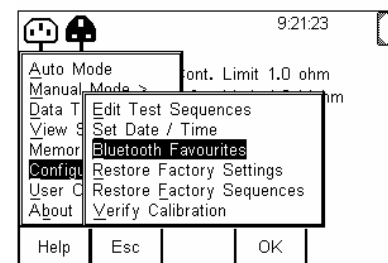 9:21:23
Auto Mode
Cont. Limit 1.0 ohm
Manual Mode >
Data T
Edit Test Sequences
View S
Set Date / Time
Memor
Bluetooth Favourites
Configu
Restore Factory Settings
User C
Restore Factory Sequences
About
Verify Calibration
Help
Esc
OK